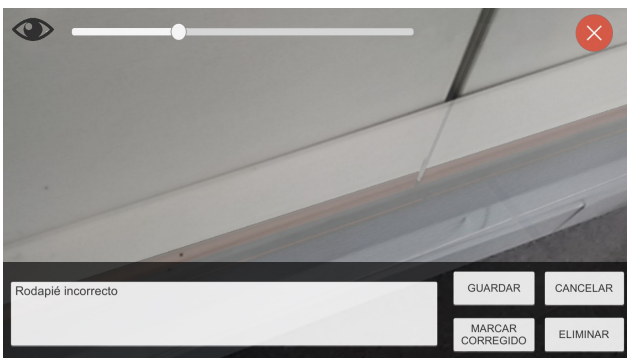 Rodapié incorrecto
GUARDAR
CANCELAR
MARCAR
CORREGIDO
ELIMINAR